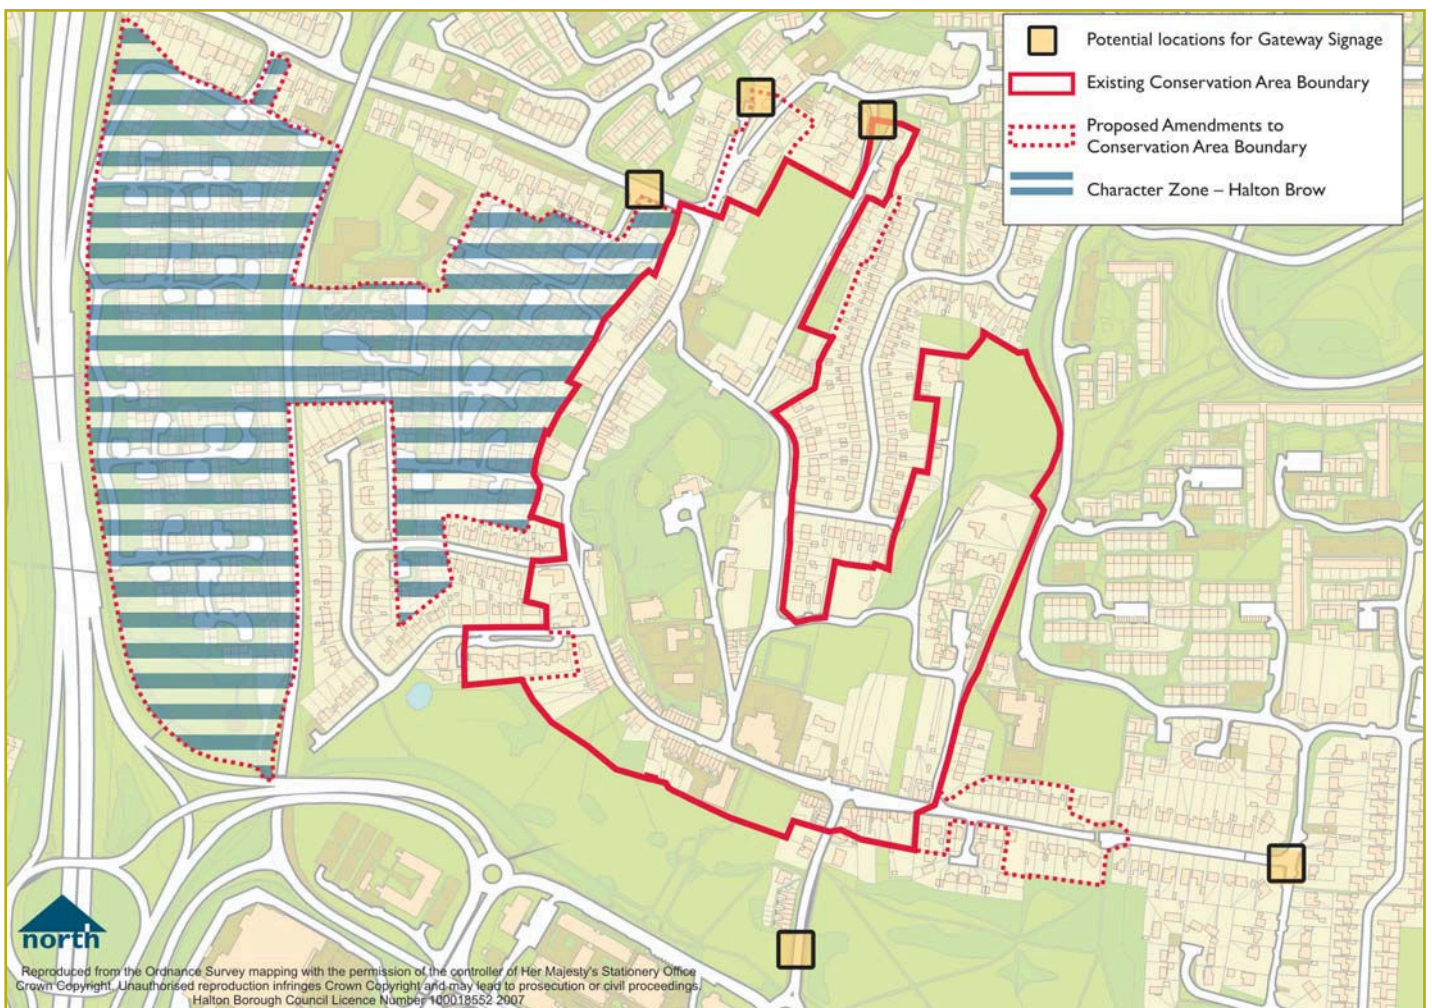 Potential locations for Gateway Signage
Existing Conservation Area Boundary
Proposed Amendments to
Conservation Area Boundary
Character Zone – Halton Brow
north
Reproduced from the Ordnance Survey mapping with the permission of the controller of Her Majesty's Stationery Office
Crown Copyright. Unauthorised reproduction infringes Crown Copyright and may lead to prosecution or civil proceedings.
Halton Borough Council Licence Number 100018552 2007